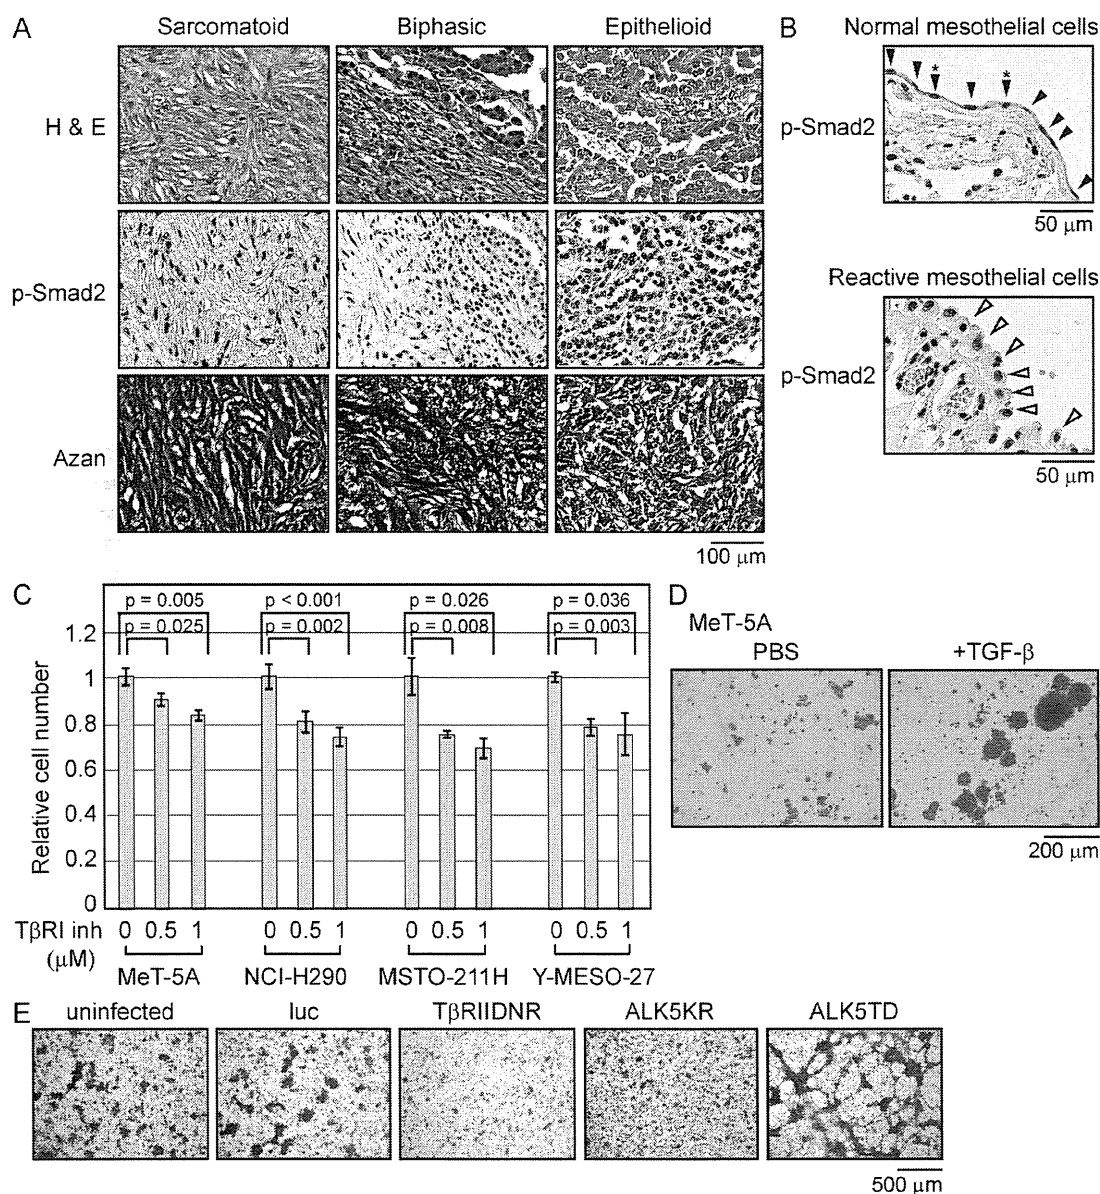 A
Sarcomatoid Biphasic Epithelioid
H & E
p-Smad2
Azan
100 μm
B
Normal mesothelial cells
p-Smad2
* *
50 μm
Reactive mesothelial cells
p-Smad2
50 μm
C
p = 0.005 p < 0.001 p = 0.026 p = 0.036
p = 0.025 p = 0.002 p = 0.008 p = 0.003
Relative cell number
1.2
1
0.8
0.6
0.4
0.2
0
TβRI inh 0 0.5 1 0 0.5 1 0 0.5 1 0 0.5 1
(μM)
MeT-5A NCI-H290 MSTO-211H Y-MESO-27
D
MeT-5A
PBS +TGF-β
200 μm
E
uninfected luc TβRIIDNR ALK5KR ALK5TD
500 μm